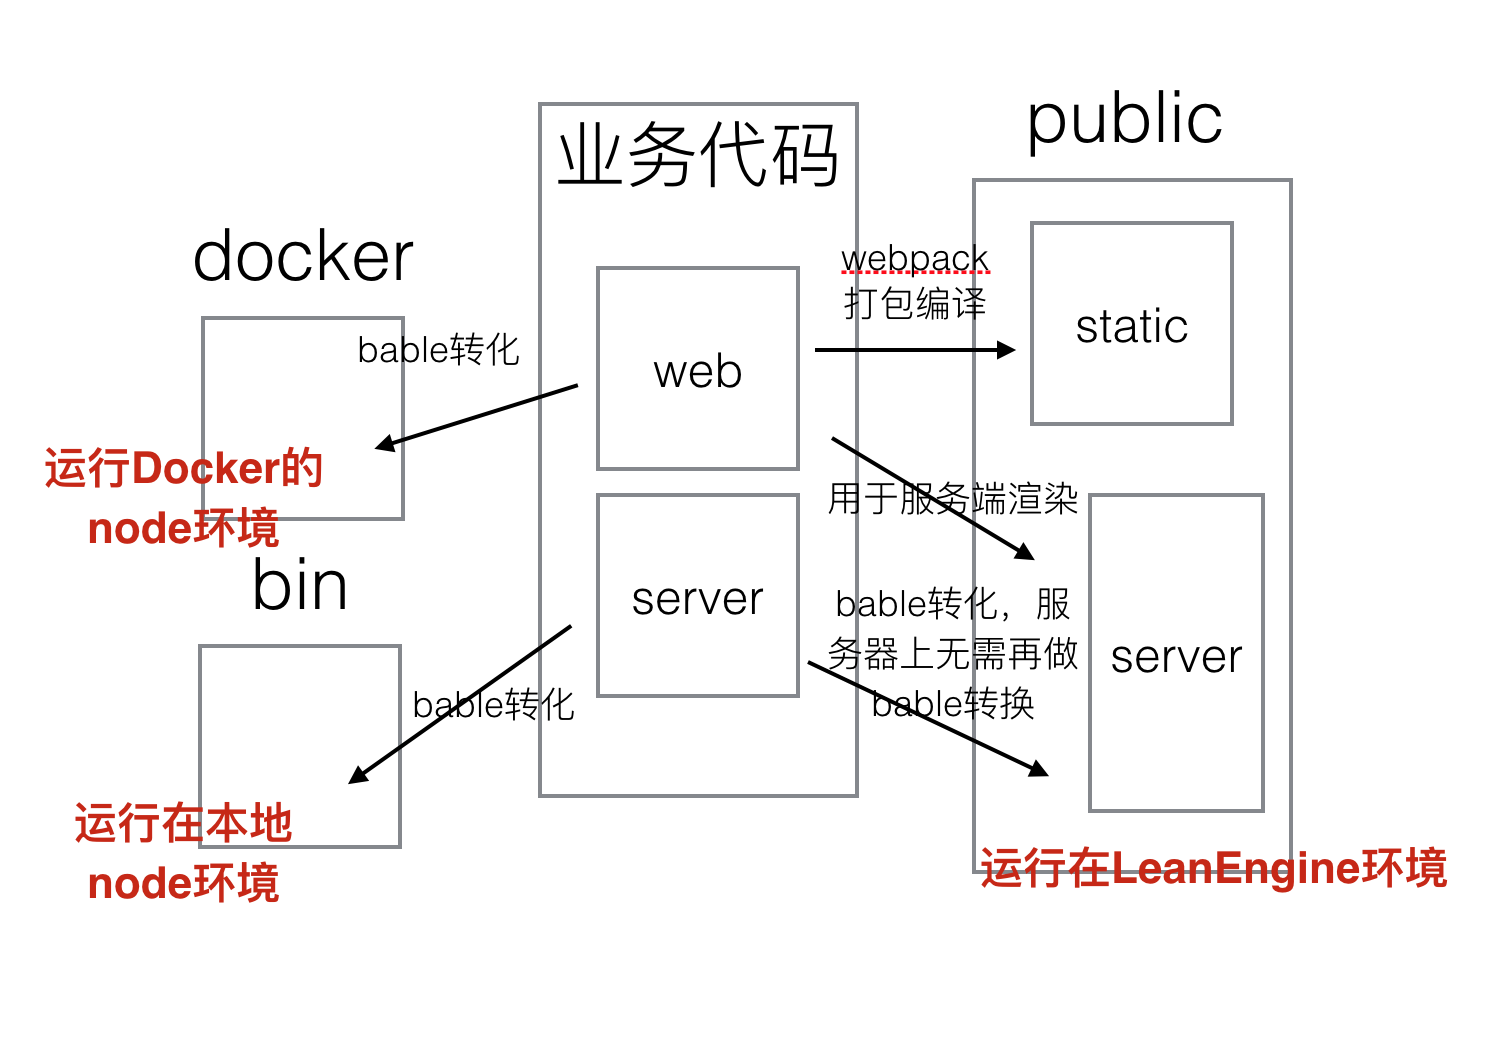 public
业务代码
docker
webpack
打包编译
static
bable转化
web
运行Docker的
node环境
用于服务端渲染
bin
server
bable转化，服
务器上无需再做
bable转换
server
bable转化
运行在本地
node环境
运行在LeanEngine环境